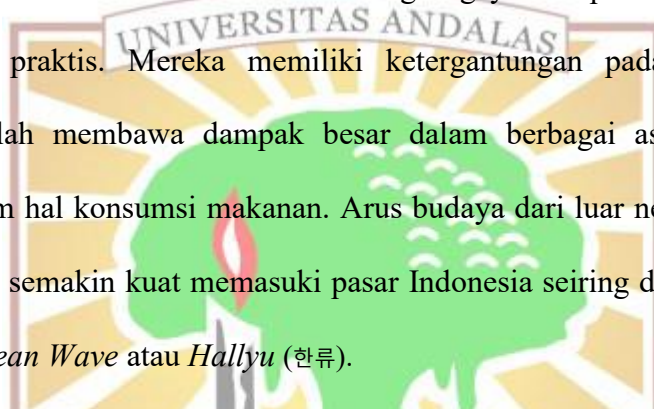 UNIVERSITAS ANDALAS
praktis. Mereka memiliki ketergantungan pada
lah membawa dampak besar dalam berbagai as
m hal konsumsi makanan. Arus budaya dari luar ne
semakin kuat memasuki pasar Indonesia seiring d
ean Wave atau Hallyu (한류).